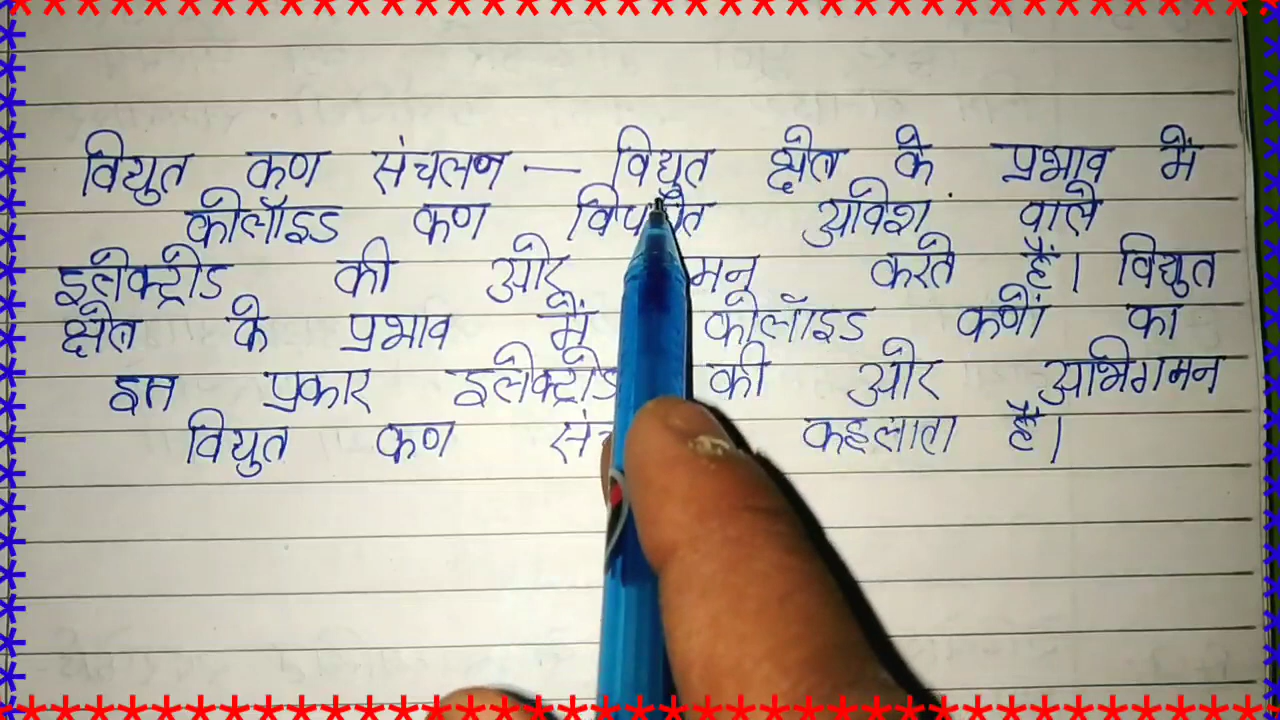 विद्युत कण संचलन — विद्युत क्षेत्र के प्रभाव में
कोलॉइड कण आवेश वाले
इलेक्ट्रोड की ओर करते हैं। विद्युत
क्षेत्र के प्रभाव में कोलॉइड कणों का
इस प्रकार इलेक्ट्रोड की ओर अभिगमन
विद्युत कण कहलाता है।